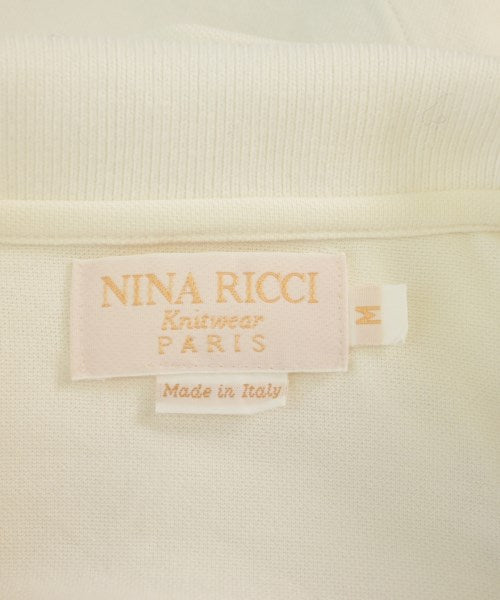 NINA RICCI
Knitwear
PARIS
M
Made in Italy